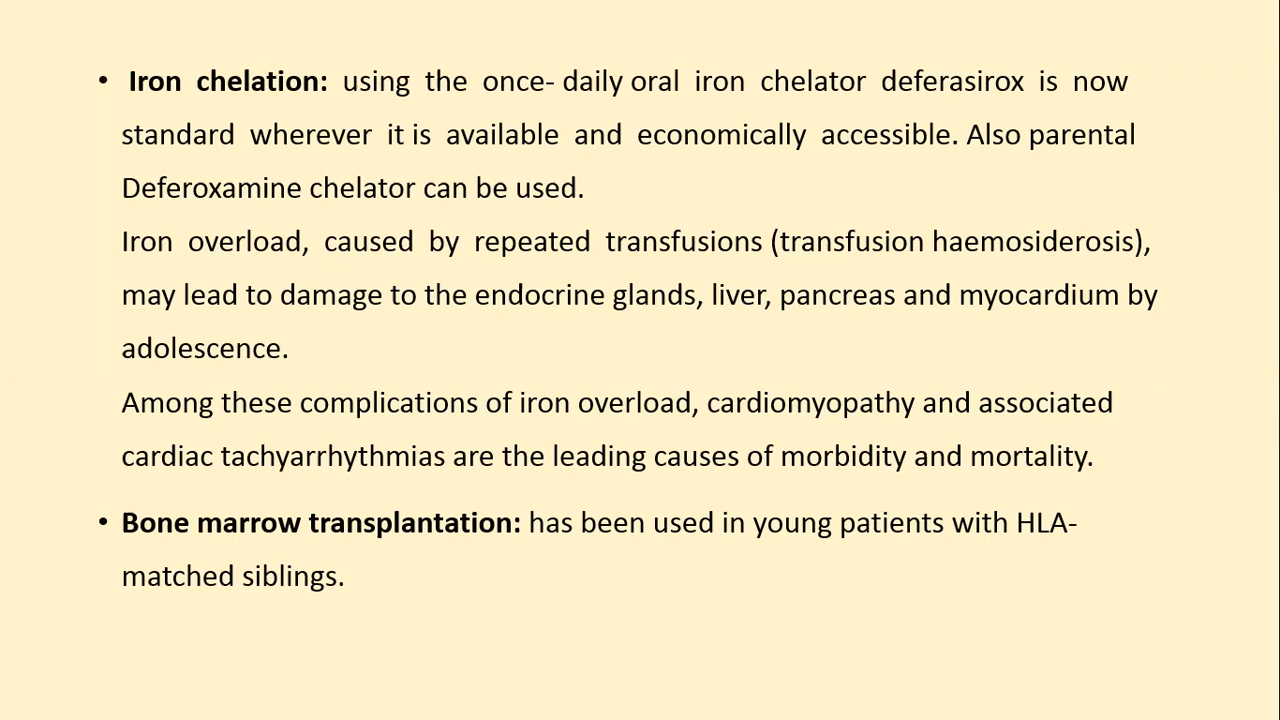 • Iron chelation: using the once- daily oral iron chelator deferasirox is now
standard wherever it is available and economically accessible. Also parental
Deferoxamine chelator can be used.
Iron overload, caused by repeated transfusions (transfusion haemosiderosis),
may lead to damage to the endocrine glands, liver, pancreas and myocardium by
adolescence.
Among these complications of iron overload, cardiomyopathy and associated
cardiac tachyarrhythmias are the leading causes of morbidity and mortality.
• Bone marrow transplantation: has been used in young patients with HLA-
matched siblings.